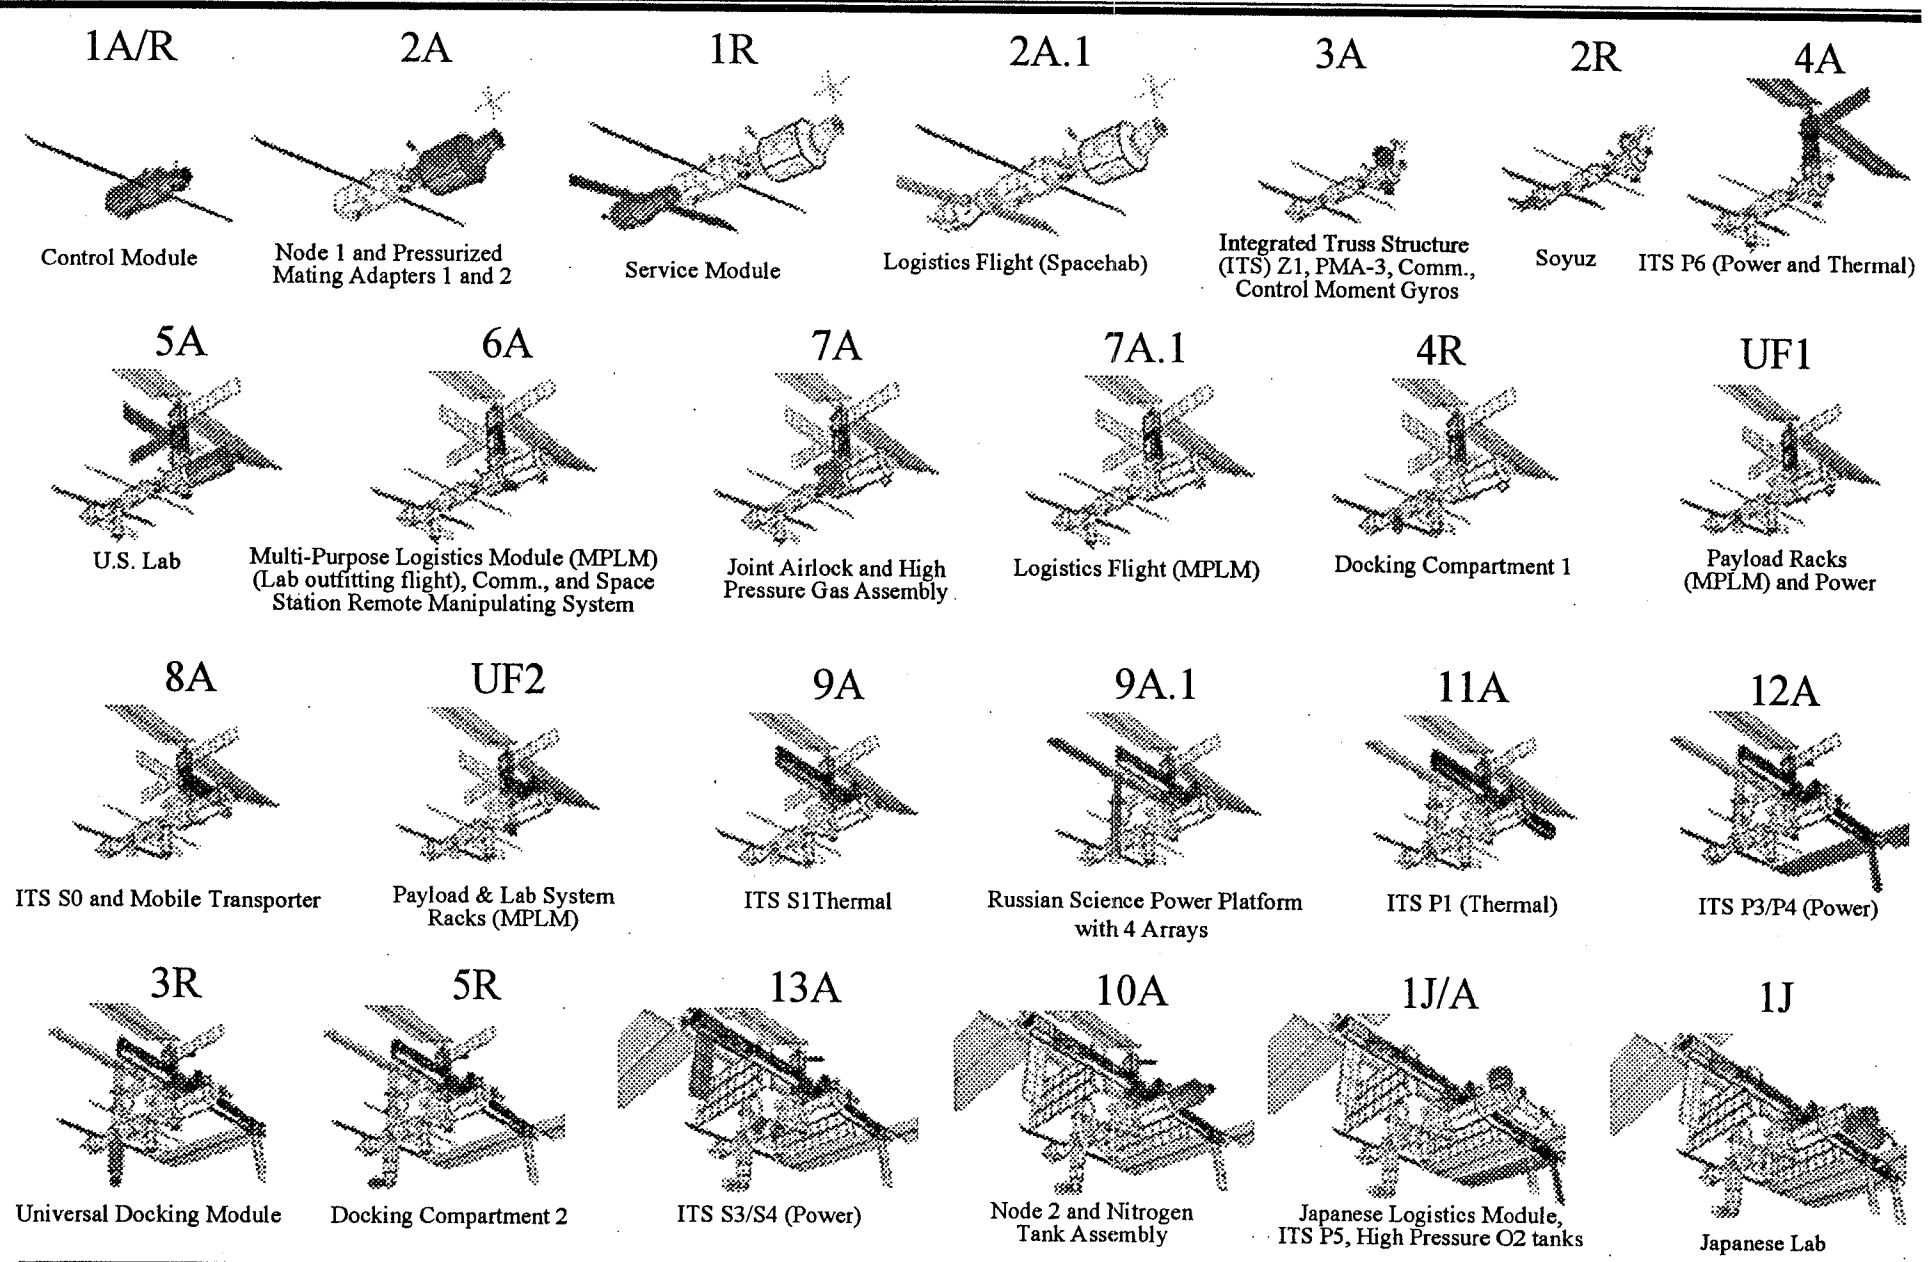 1A/R
2A
1R
2A.1
3A
2R
4A
Control Module
Node 1 and Pressurized
Mating Adapters 1 and 2
Service Module
Logistics Flight (Spacehab)
Integrated Truss Structure
(ITS) Z1, PMA-3, Comm.,
Control Moment Gyros
Soyuz
ITS P6 (Power and Thermal)
5A
6A
7A
7A.1
4R
UF1
U.S. Lab
Multi-Purpose Logistics Module (MPLM)
(Lab outfitting flight), Comm., and Space
Station Remote Manipulating System
Joint Airlock and High
Pressure Gas Assembly
Logistics Flight (MPLM)
Docking Compartment 1
Payload Racks
(MPLM) and Power
8A
UF2
9A
9A.1
11A
12A
ITS S0 and Mobile Transporter
Payload & Lab System
Racks (MPLM)
ITS S1Thermal
Russian Science Power Platform
with 4 Arrays
ITS P1 (Thermal)
ITS P3/P4 (Power)
3R
5R
13A
10A
1J/A
1J
Universal Docking Module
Docking Compartment 2
ITS S3/S4 (Power)
Node 2 and Nitrogen
Tank Assembly
Japanese Logistics Module,
ITS P5, High Pressure O2 tanks
Japanese Lab